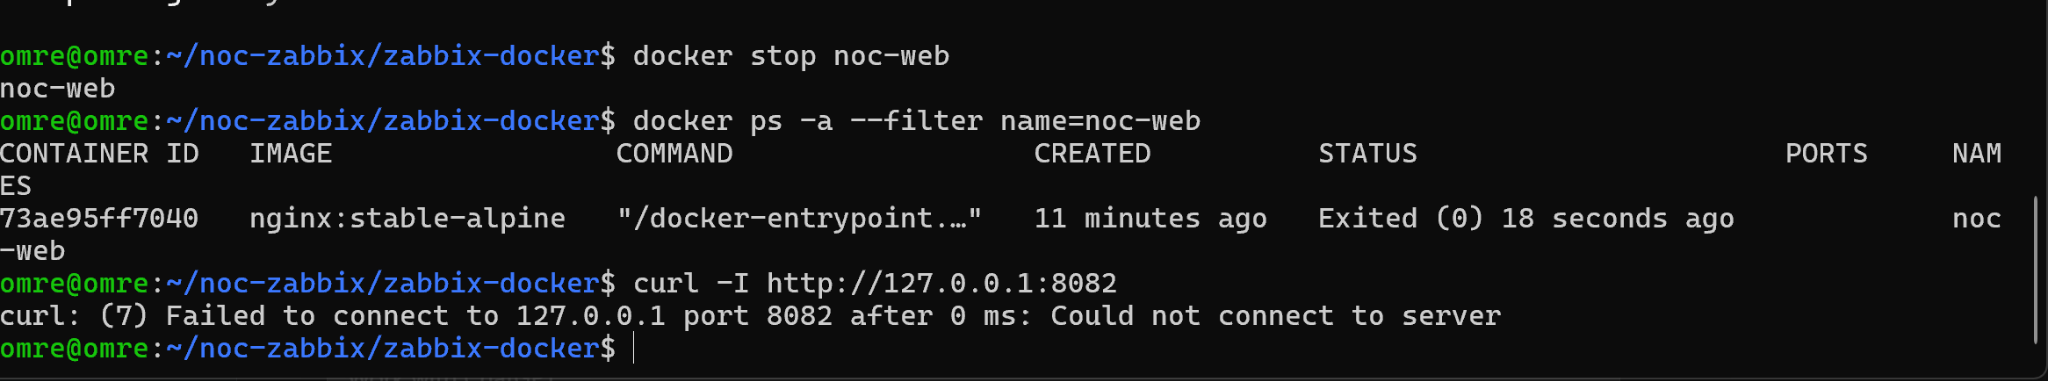 omre@omre:~/noc-zabbix/zabbix-docker$ docker stop noc-web
noc-web
omre@omre:~/noc-zabbix/zabbix-docker$ docker ps -a --filter name=noc-web
CONTAINER ID   IMAGE                 COMMAND                  CREATED          STATUS                      PORTS     NAM
ES
73ae95ff7040   nginx:stable-alpine   "/docker-entrypoint.…"   11 minutes ago   Exited (0) 18 seconds ago             noc
-web
omre@omre:~/noc-zabbix/zabbix-docker$ curl -I http://127.0.0.1:8082
curl: (7) Failed to connect to 127.0.0.1 port 8082 after 0 ms: Could not connect to server
omre@omre:~/noc-zabbix/zabbix-docker$